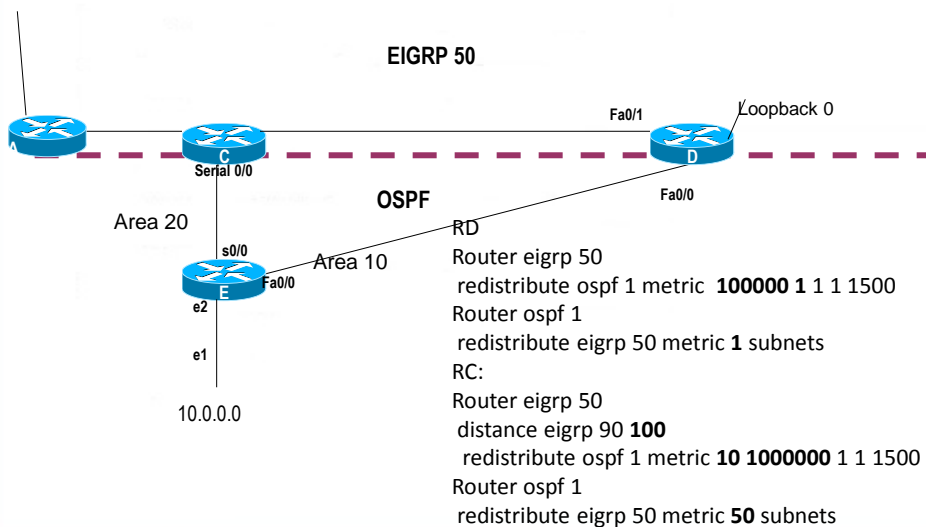 EIGRP 50
Fa0/1
Loopback 0
A
C
D
Serial 0/0
Fa0/0
OSPF
Area 20
RD
s0/0
Area 10
Router eigrp 50
Fa0/0
redistribute ospf 1 metric 100000 1 1 1 1500
E
e2
Router ospf 1
redistribute eigrp 50 metric 1 subnets
e1
RC:
Router eigrp 50
10.0.0.0
distance eigrp 90 100
redistribute ospf 1 metric 10 1000000 1 1 1500
Router ospf 1
redistribute eigrp 50 metric 50 subnets